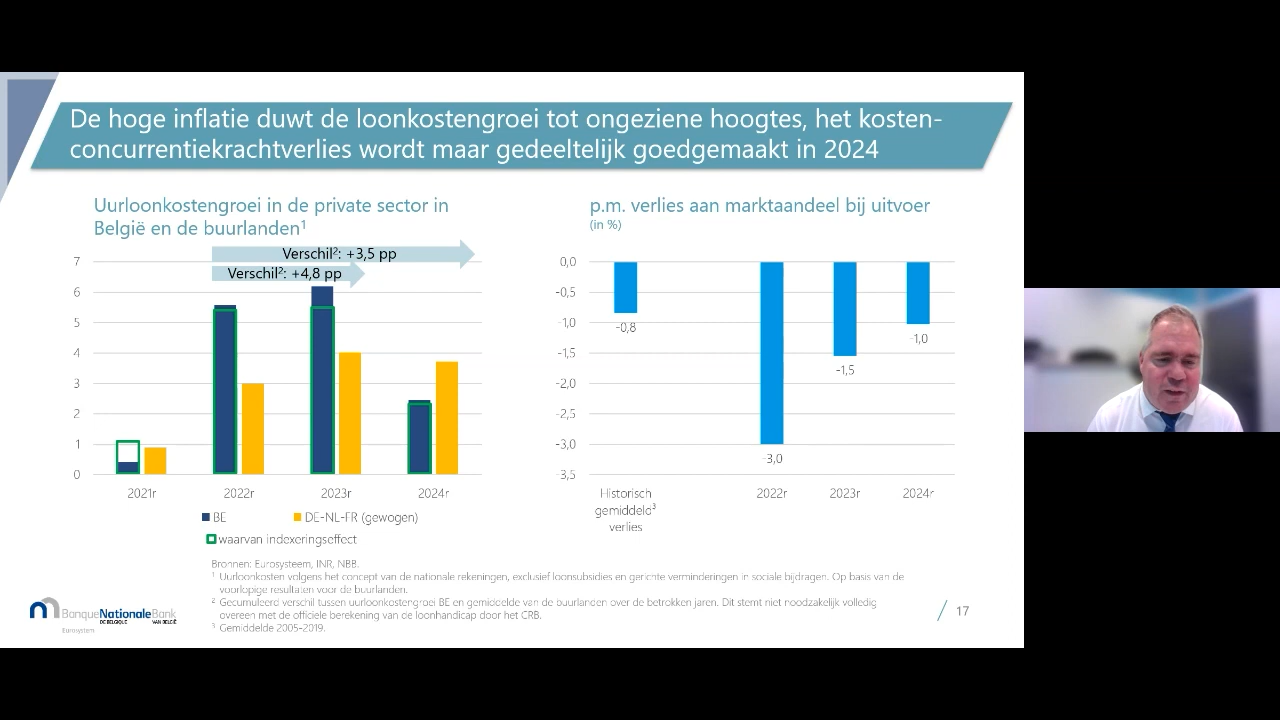 De hoge inflatie duwt de loonkostengroei tot ongeziene hoogtes, het kosten-
concurrentiekrachtverlies wordt maar gedeeltelijk goedgemaakt in 2024
Uurloonkostengroei in de private sector in
België en de buurlanden¹
Verschil²: +3,5 pp
Verschil²: +4,8 pp
7
6
5
4
3
2
1
0
2021r
2022r
2023r
2024r
BE
DE-NL-FR (gewogen)
waarvan indexeringseffect
p.m. verlies aan marktaandeel bij uitvoer
(in %)
0,0
-0,5
-1,0
-1,5
-2,0
-2,5
-3,0
-3,5
-0,8
-3,0
-1,5
-1,0
Historisch
gemiddeld³
verlies
2022r
2023r
2024r
Bronnen: Eurosysteem, INR, NBB.
¹ Uurloonkosten volgens het concept van de nationale rekeningen, exclusief loonsubsidies en gerichte verminderingen in sociale bijdragen. Op basis van de
voorlopige resultaten voor de buurlanden.
² Gecumuleerd verschil tussen uurloonkostengroei BE en gemiddelde van de buurlanden over de betrokken jaren. Dit stemt niet noodzakelijk volledig
overeen met de officiele berekening van de loonhandicap door het CRB.
³ Gemiddelde 2005-2019.
BanqueNationaleBank
DE BELGIQUE VAN BELGIË
Eurosystem
17